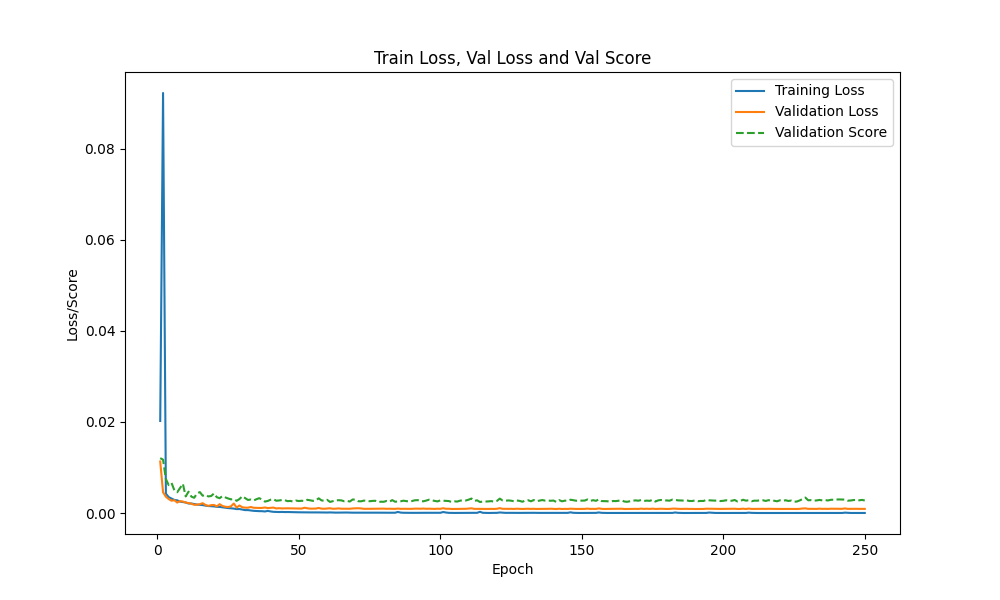 Train Loss, Val Loss and Val Score
Training Loss
Validation Loss
Validation Score
Loss/Score
0.08
0.06
0.04
0.02
0.00
0
50
100
150
200
250
Epoch